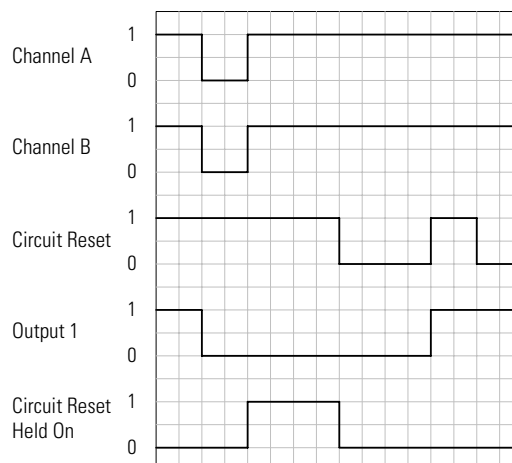 1
Channel A
0
1
Channel B
0
1
Circuit Reset
0
1
Output 1
0
Circuit Reset 1
Held On
0